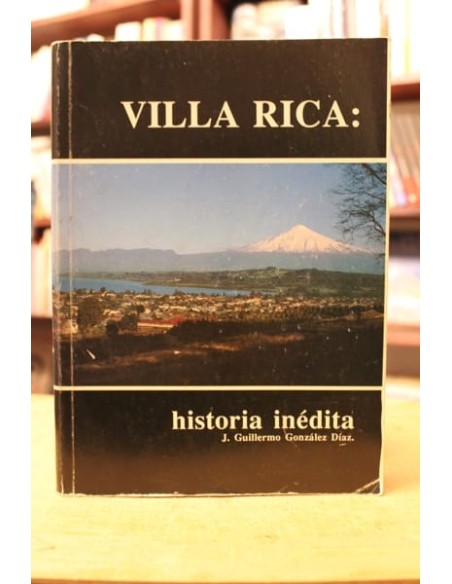 VILLA RICA:
historia inédita
J. Guillermo González Díaz.